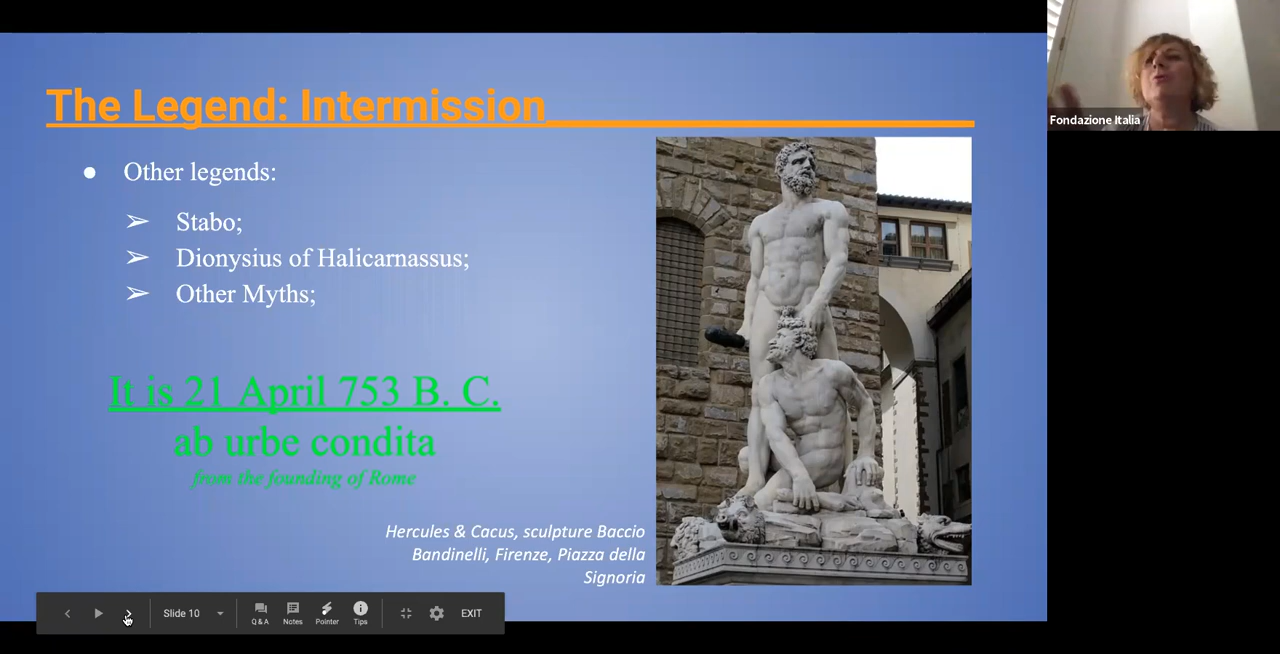 The Legend: Intermission
Fondazione Italia
● Other legends:
➢ Stabo;
➢ Dionysius of Halicarnassus;
➢ Other Myths;
It is 21 April 753 B. C.
ab urbe condita
from the founding of Rome
Hercules & Cacus, sculpture Baccio
Bandinelli, Firenze, Piazza della
Signoria
Slide 10
Q & A
Notes
Pointer
Tips
EXIT